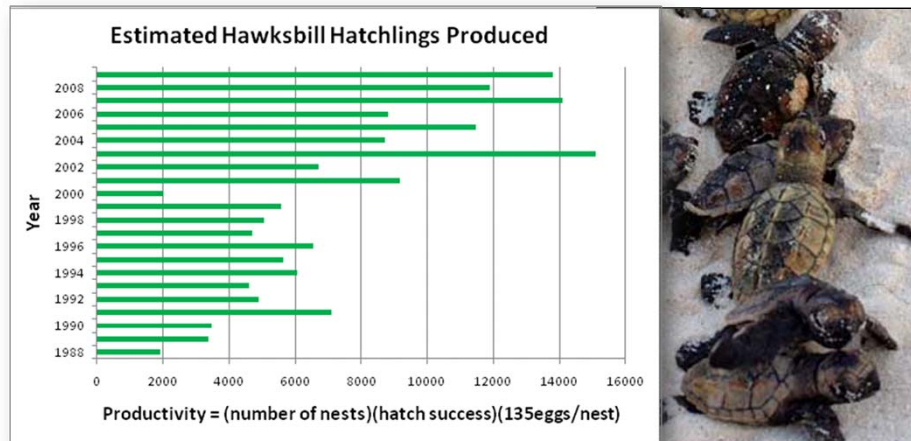 Estimated Hawksbill Hatchlings Produced
Year
2008
2006
2004
2002
2000
1998
1996
1994
1992
1990
1988
0 2000 4000 6000 8000 10000 12000 14000 16000
Productivity = (number of nests)(hatch success)(135eggs/nest)